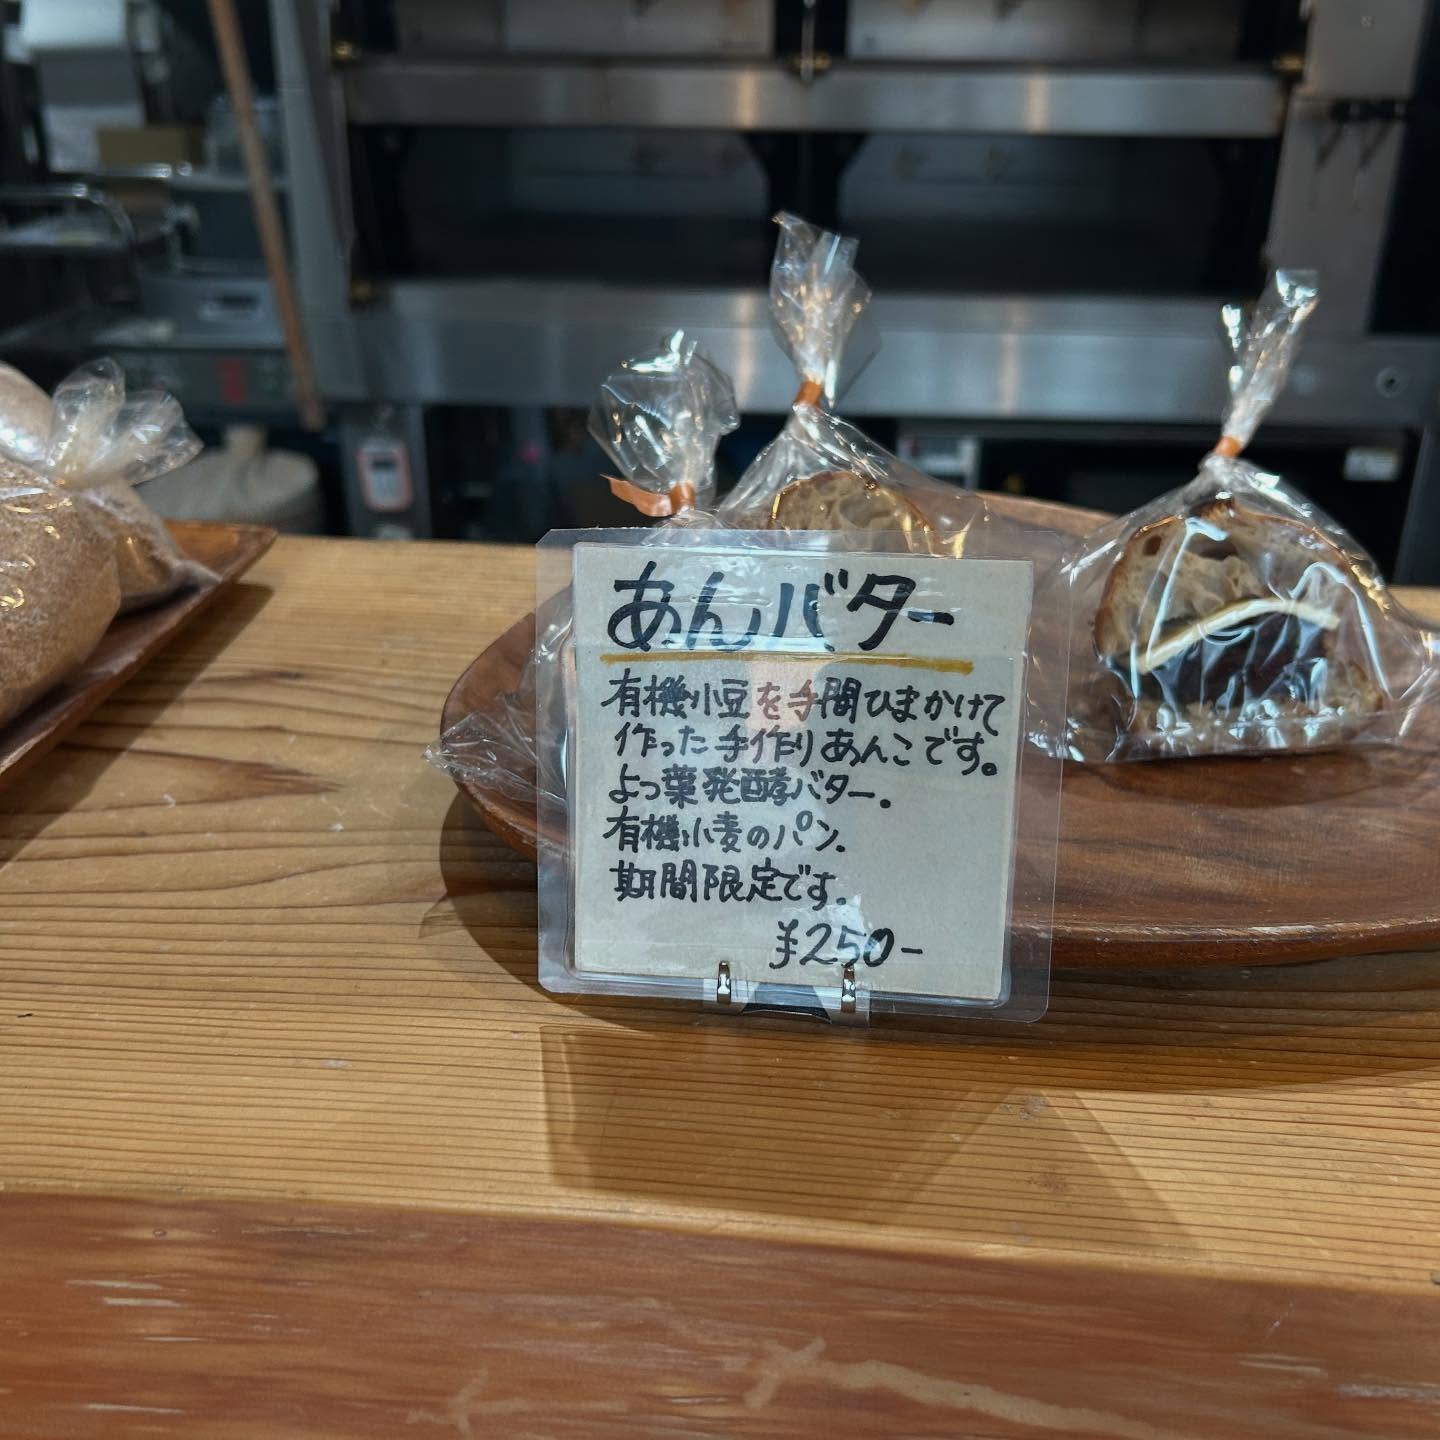 あんバター
有機小豆を手間ひまかけて
作った手作りあんこです。
よつ葉発酵バター。
有機小麦のパン。
期間限定です。
¥250-